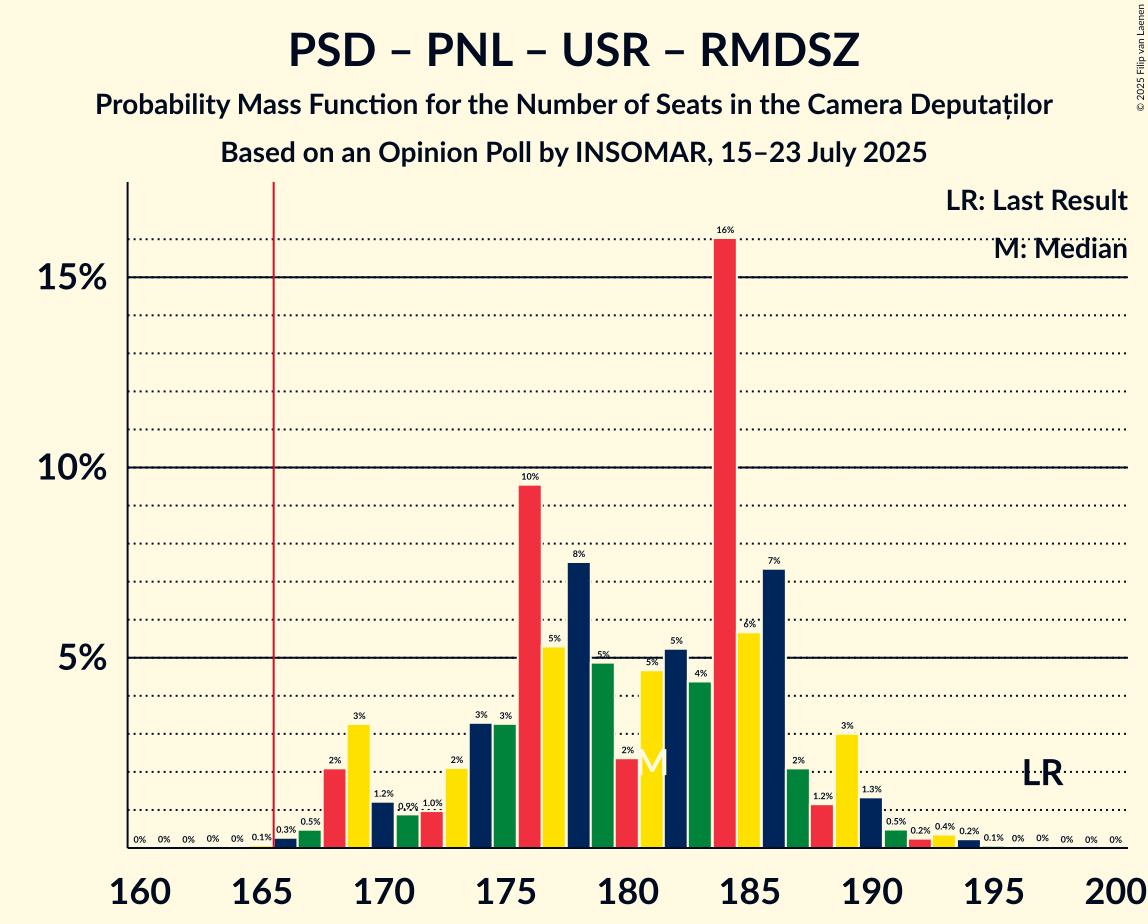 PSD – PNL – USR – RMDSZ
Probability Mass Function for the Number of Seats in the Camera Deputaților
Based on an Opinion Poll by INSOMAR, 15–23 July 2025
© 2025 Filip van Laenen
LR: Last Result
M: Median
15%
10%
5%
0% 0% 0% 0% 0% 0.1% 0.3% 0.5% 2% 3% 1.2% 0.9% 1.0% 2% 3% 3% 10% 5% 8% 5% 2% 5% 5% 4% 16% 6% 7% 2% 1.2% 3% 1.3% 0.5% 0.2% 0.4% 0.2% 0.1% 0% 0% 0% 0% 0%
M
LR
160 165 170 175 180 185 190 195 200